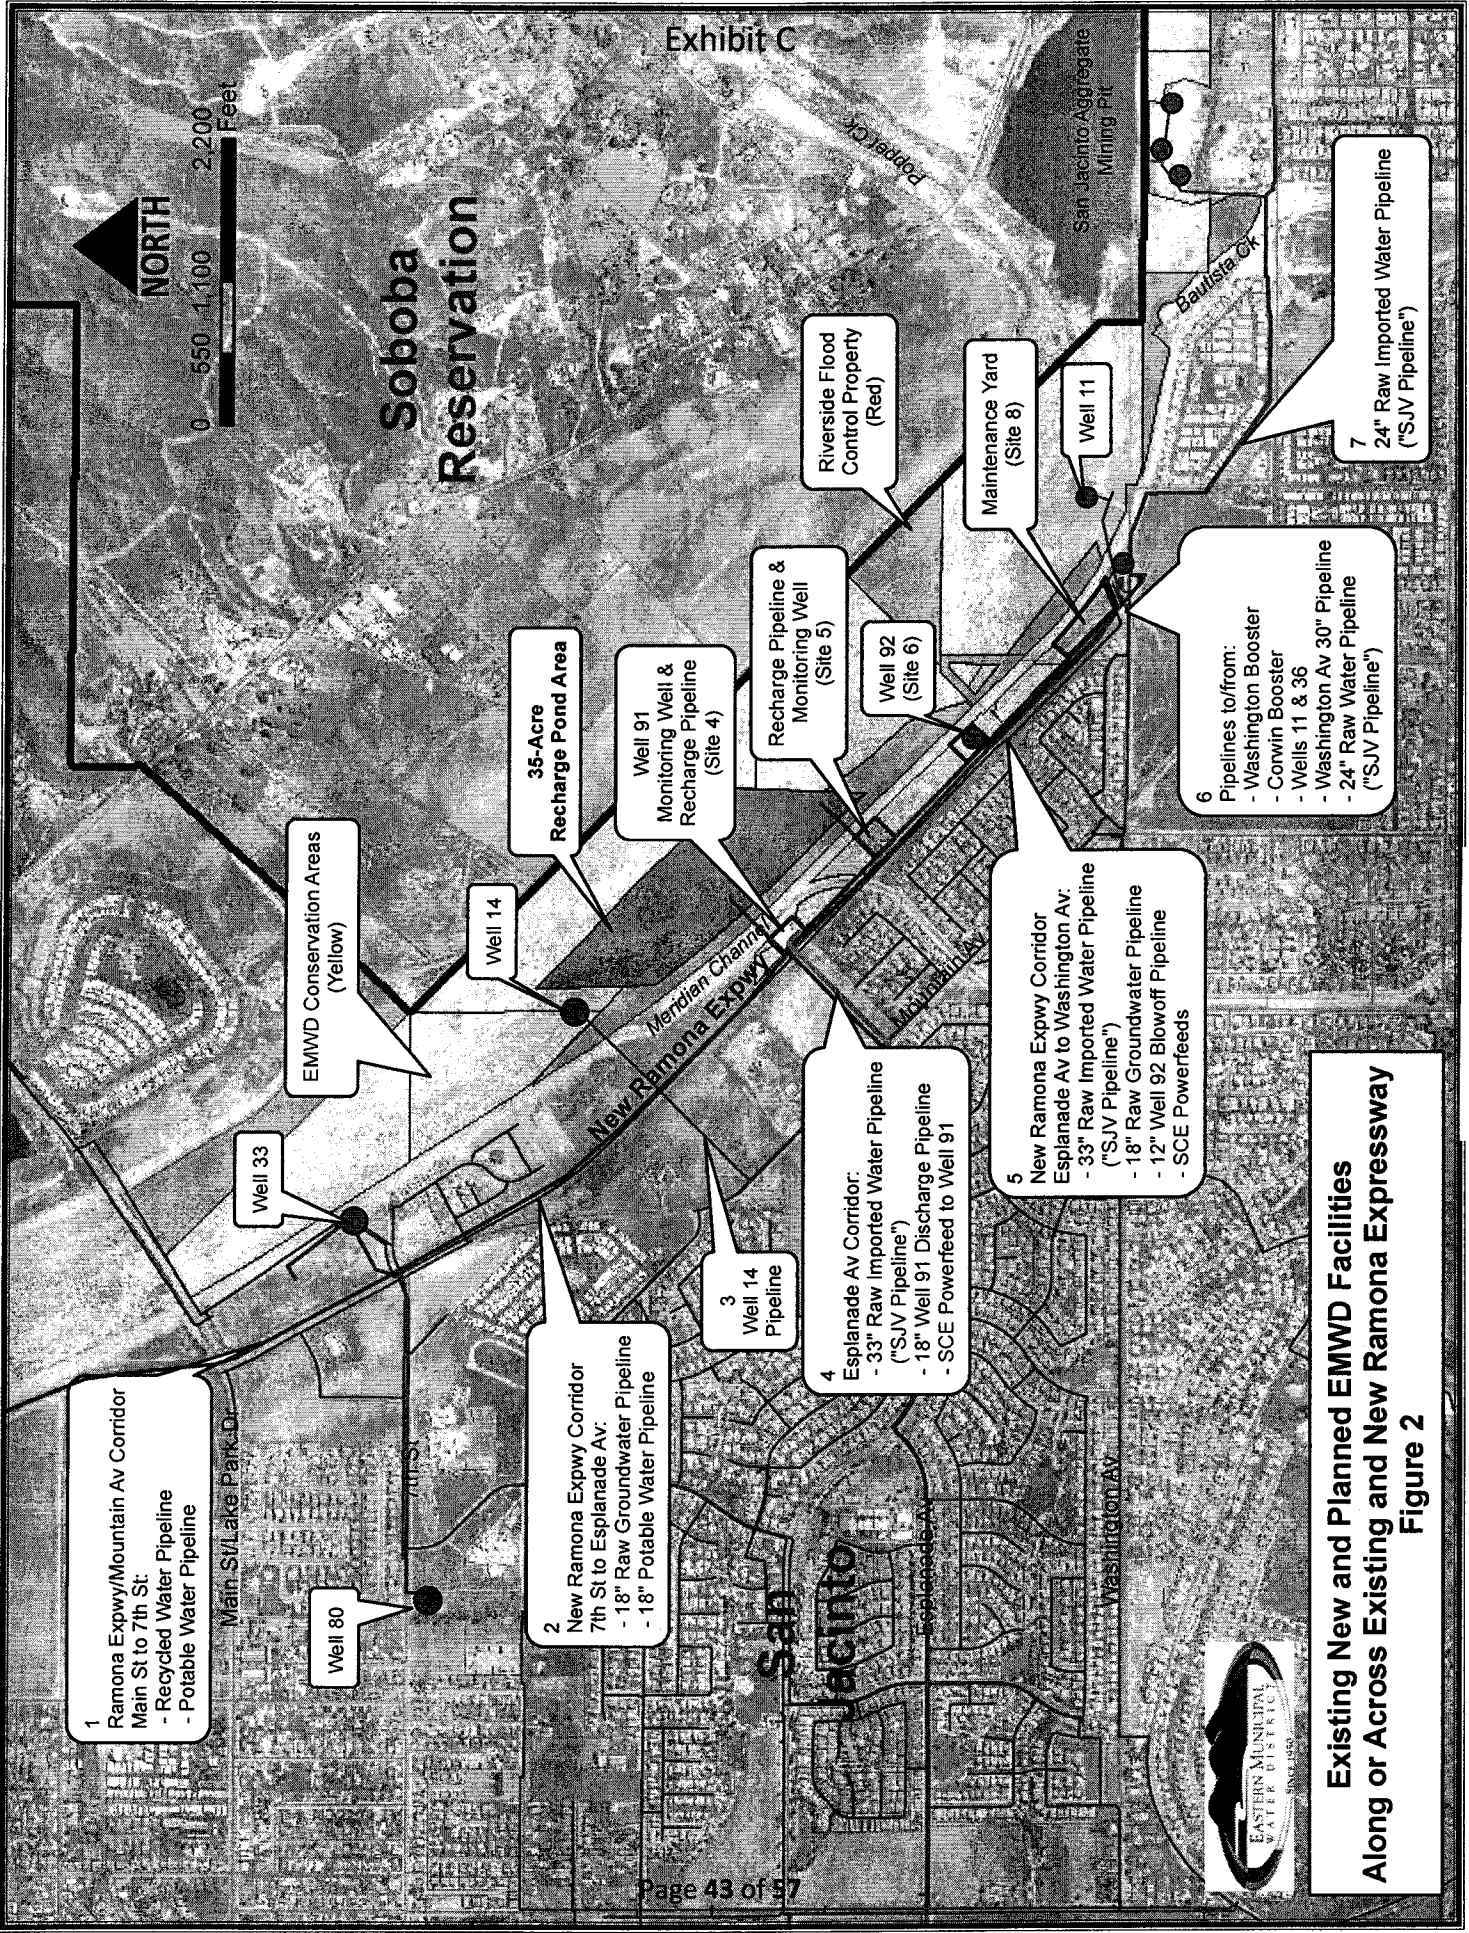 Exhibit C
NORTH
0 550 1,100 2,200
Feet
Soboba
Reservation
Poppet Ck
San Jacinto Aggregate
Mining Pit
Bautista Ck
1
Ramona Expwy/Mountain Av Corridor
Main St to 7th St:
- Recycled Water Pipeline
- Potable Water Pipeline
Main St/Lake Park Dr
Well 33
EMWD Conservation Areas
(Yellow)
Well 80
7th St
Well 14
35-Acre
Recharge Pond Area
2
New Ramona Expwy Corridor
7th St to Esplanade Av:
- 18" Raw Groundwater Pipeline
- 18" Potable Water Pipeline
New Ramona Expwy
Meridian Channel
Well 91
Monitoring Well &
Recharge Pipeline
(Site 4)
3
Well 14
Pipeline
Recharge Pipeline &
Monitoring Well
(Site 5)
Riverside Flood
Control Property
(Red)
Well 92
(Site 6)
Maintenance Yard
(Site 8)
Well 11
San
Jacinto
Esplanade Av
Mountain Av
Washington Av
4
Esplanade Av Corridor:
- 33" Raw Imported Water Pipeline
("SJV Pipeline")
- 18" Well 91 Discharge Pipeline
- SCE Powerfeed to Well 91
5
New Ramona Expwy Corridor
Esplanade Av to Washington Av:
- 33" Raw Imported Water Pipeline
("SJV Pipeline")
- 18" Raw Groundwater Pipeline
- 12" Well 92 Blowoff Pipeline
- SCE Powerfeeds
6
Pipelines to/from:
- Washington Booster
- Corwin Booster
- Wells 11 & 36
- Washington Av 30" Pipeline
- 24" Raw Water Pipeline
("SJV Pipeline")
7
24" Raw Imported Water Pipeline
("SJV Pipeline")
EASTERN MUNICIPAL
WATER DISTRICT
SINCE 1950
Existing New and Planned EMWD Facilities
Along or Across Existing and New Ramona Expressway
Figure 2
Page 43 of 57